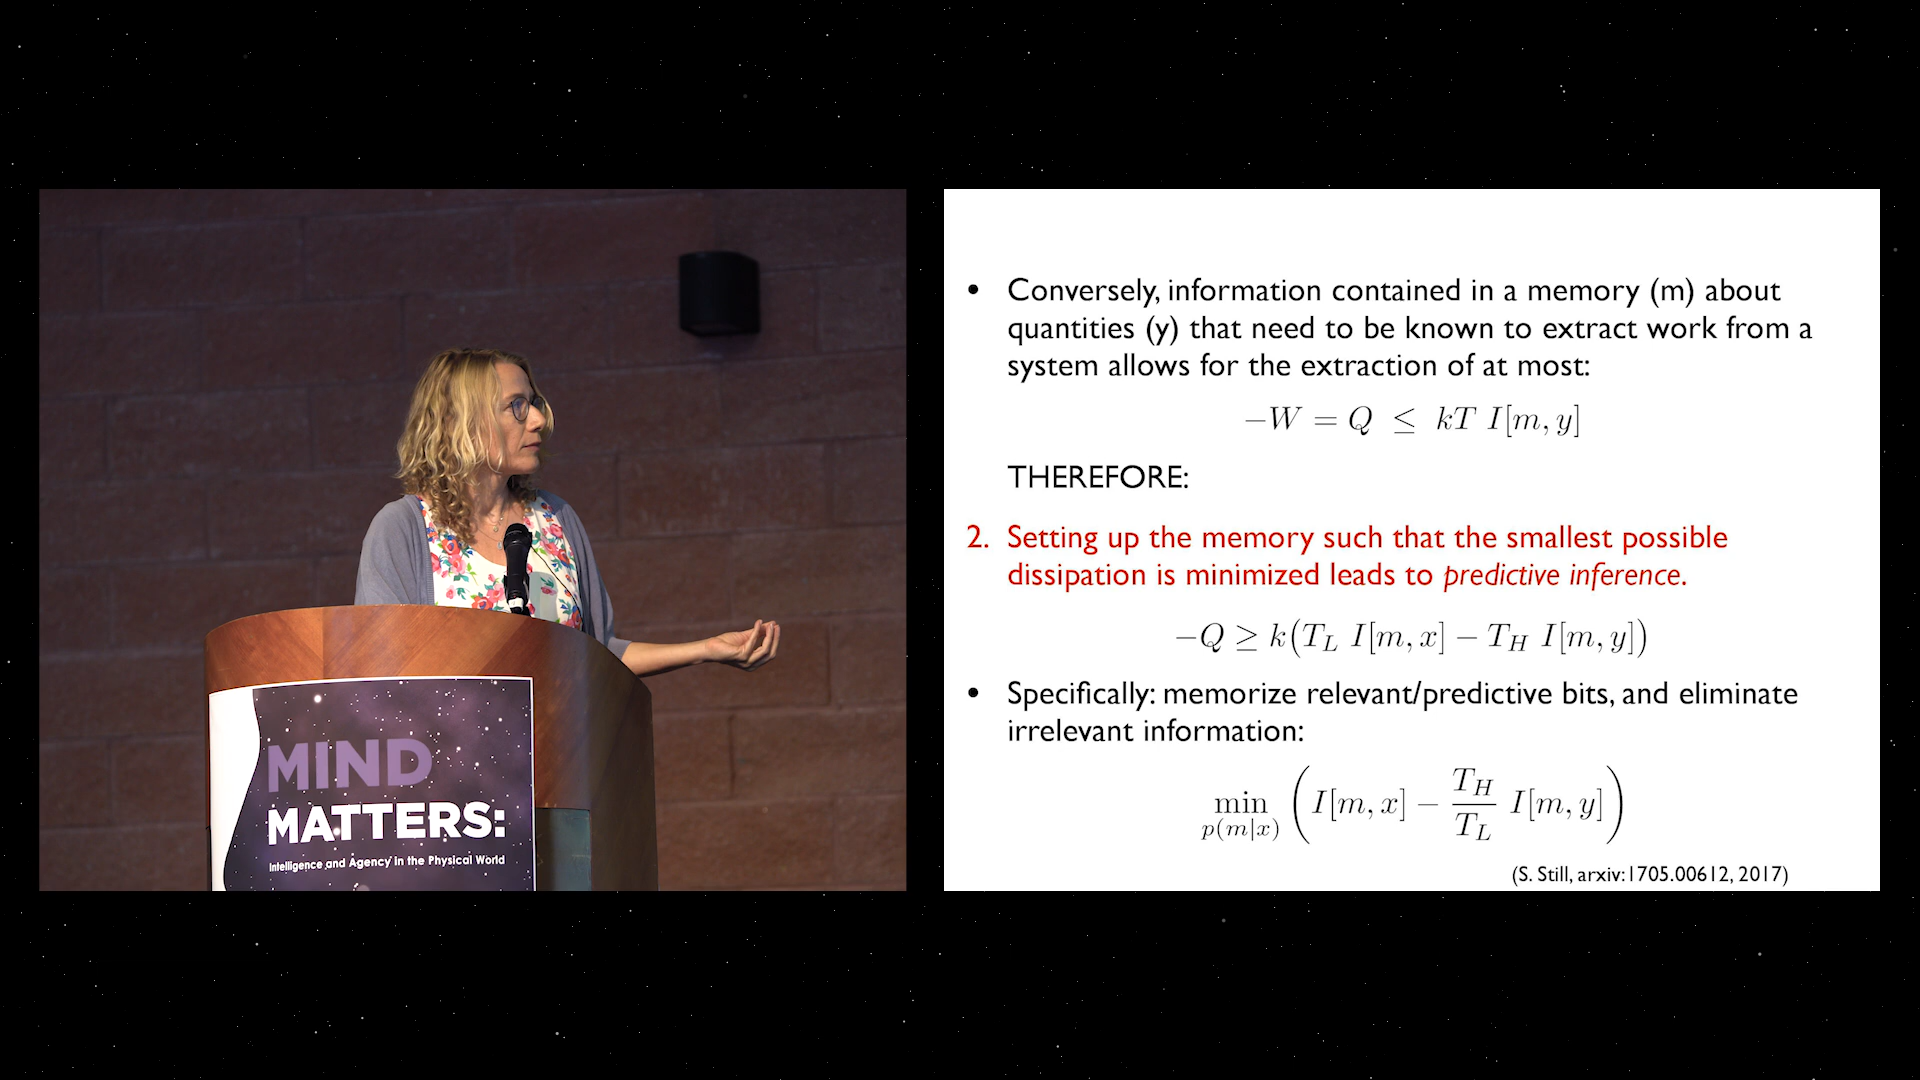 • Conversely, information contained in a memory (m) about
quantities (y) that need to be known to extract work from a
system allows for the extraction of at most:
−W = Q ≤ kT I[m, y]
THEREFORE:
2. Setting up the memory such that the smallest possible
dissipation is minimized leads to predictive inference.
−Q ≥ k(T_L I[m, x] − T_H I[m, y])
• Specifically: memorize relevant/predictive bits, and eliminate
irrelevant information:
min_{p(m|x)} (I[m, x] − T_H/T_L I[m, y])
(S. Still, arxiv:1705.00612, 2017)
MIND
MATTERS:
Intelligence and Agency in the Physical World